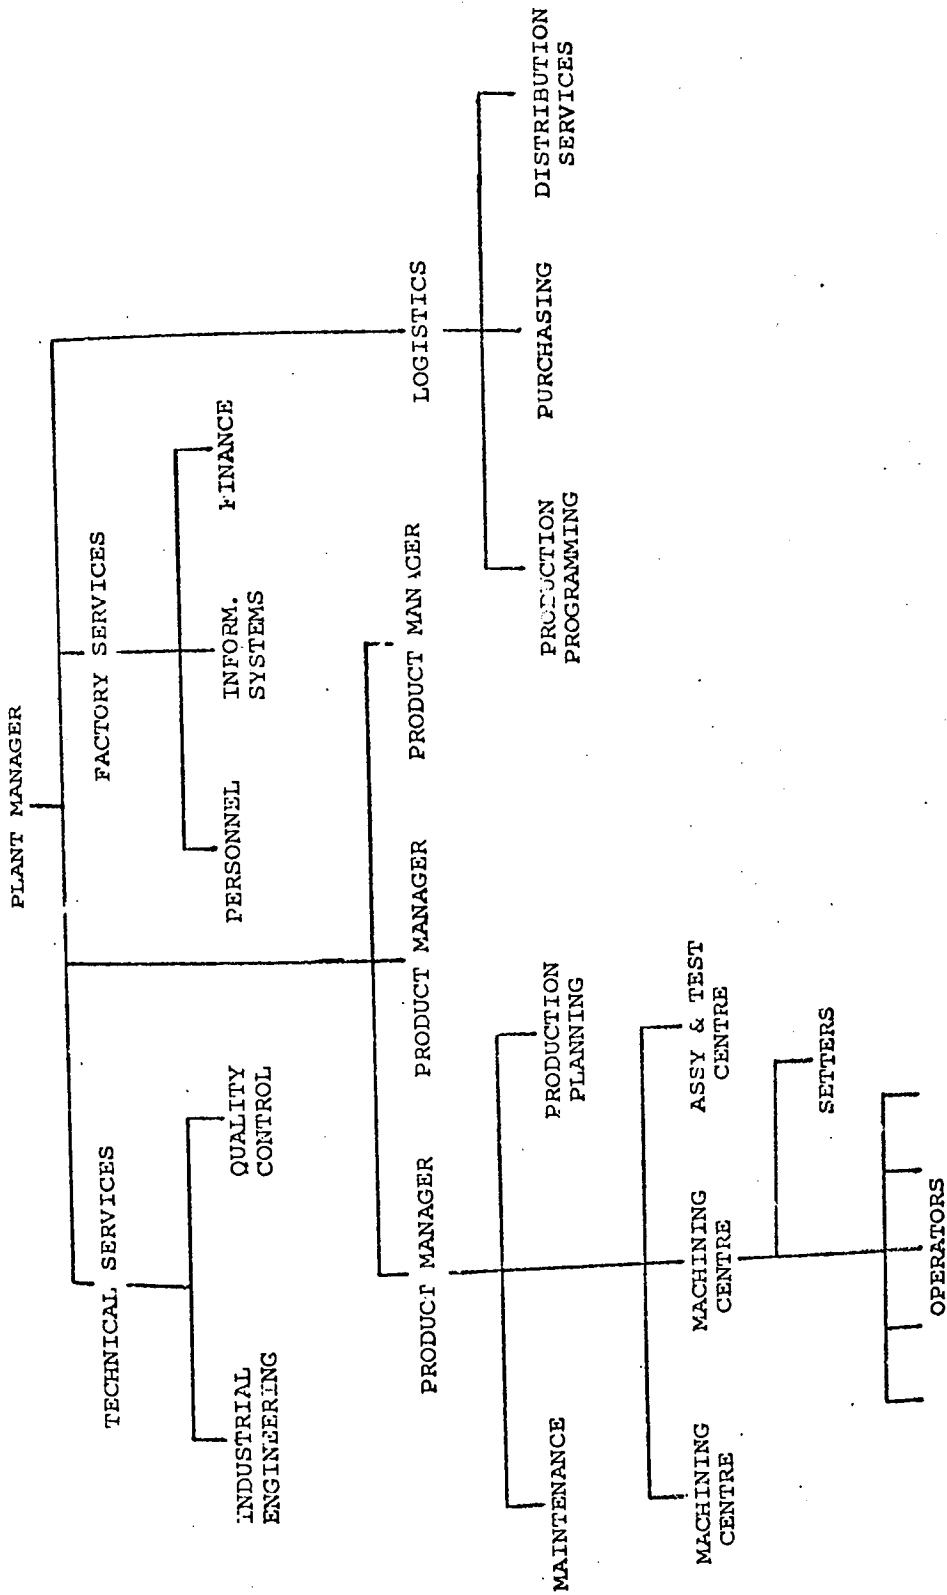 PLANT MANAGER
TECHNICAL SERVICES
FACTORY SERVICES
INDUSTRIAL
ENGINEERING
QUALITY
CONTROL
PERSONNEL
INFORM.
SYSTEMS
FINANCE
PRODUCT MANAGER
PRODUCT MANAGER
PRODUCT MANAGER
LOGISTICS
MAINTENANCE
PRODUCTION
PLANNING
PRODUCTION
PROGRAMMING
PURCHASING
DISTRIBUTION
SERVICES
MACHINING
CENTRE
MACHINING
CENTRE
ASSY & TEST
CENTRE
SETTERS
OPERATORS